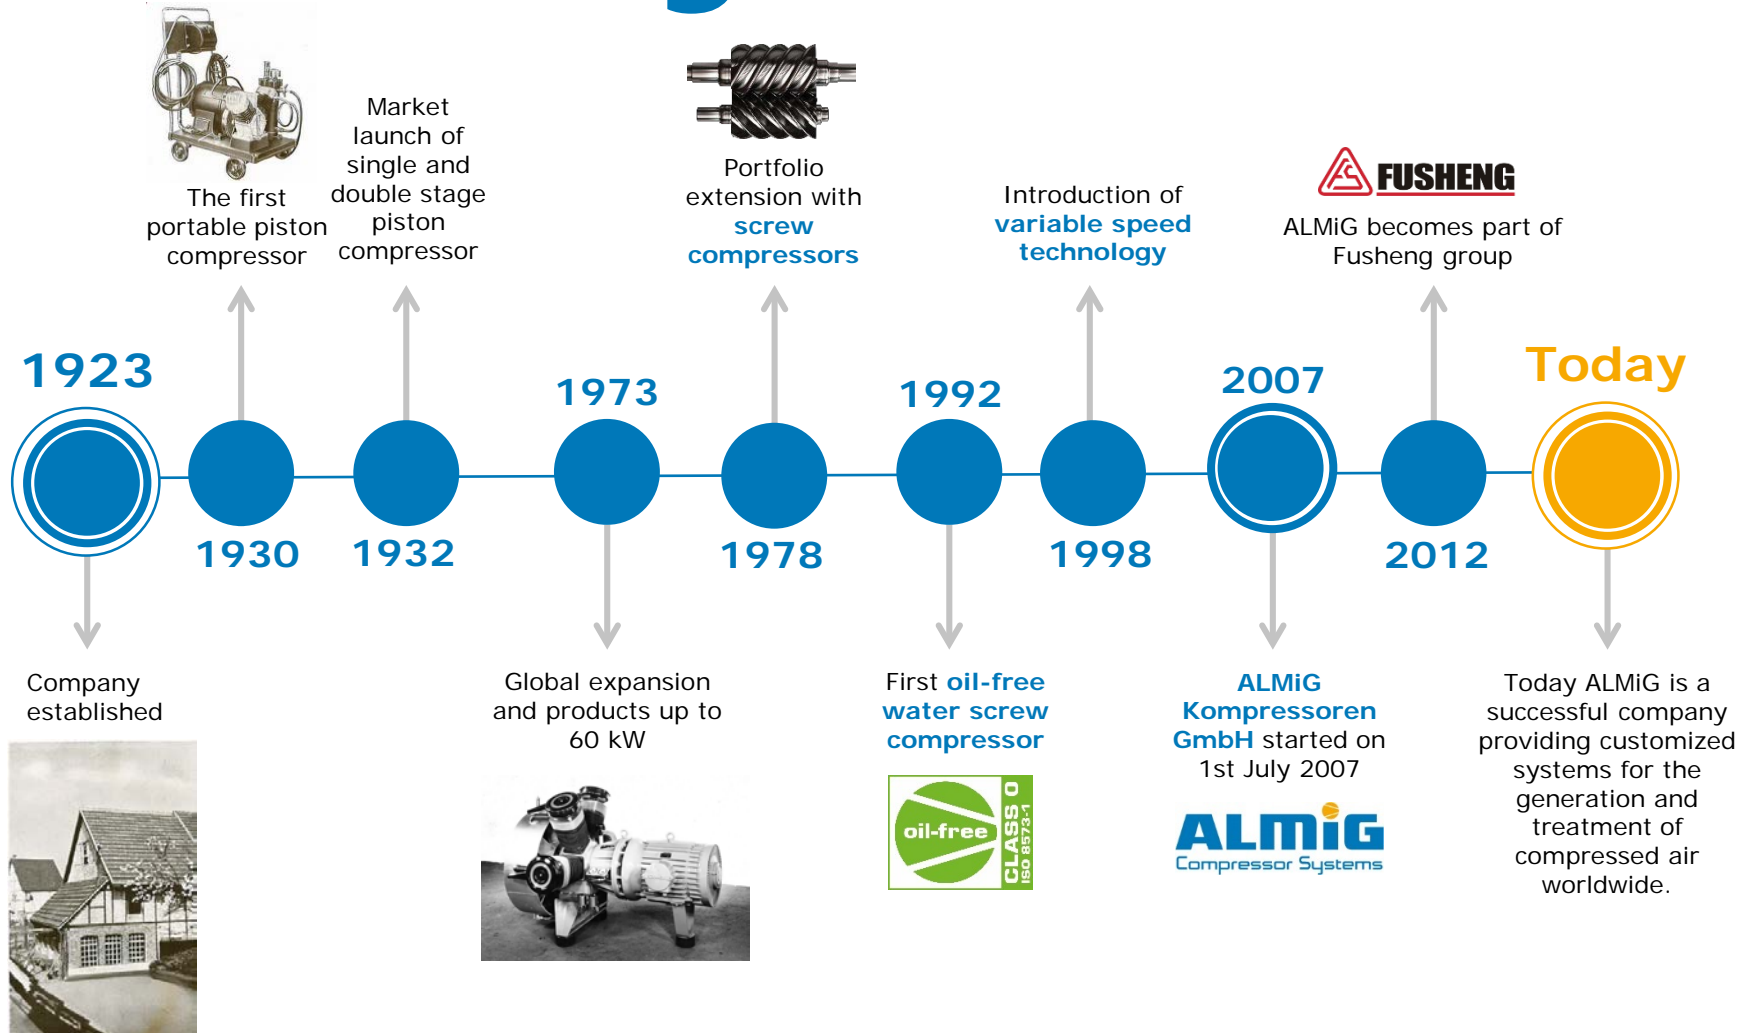 The first
portable piston
compressor
Market
launch of
single and
double stage
piston
compressor
Portfolio
extension with
screw
compressors
Introduction of
variable speed
technology
FUSHENG
ALMiG becomes part of
Fusheng group
1923
1973
1992
2007
Today
1930
1932
1978
1998
2012
Company
established
Global expansion
and products up to
60 kW
First oil-free
water screw
compressor
oil-free
CLASS 0
ISO 8573-1
ALMiG
Kompressoren
GmbH started on
1st July 2007
ALMiG
Compressor Systems
Today ALMiG is a
successful company
providing customized
systems for the
generation and
treatment of
compressed air
worldwide.